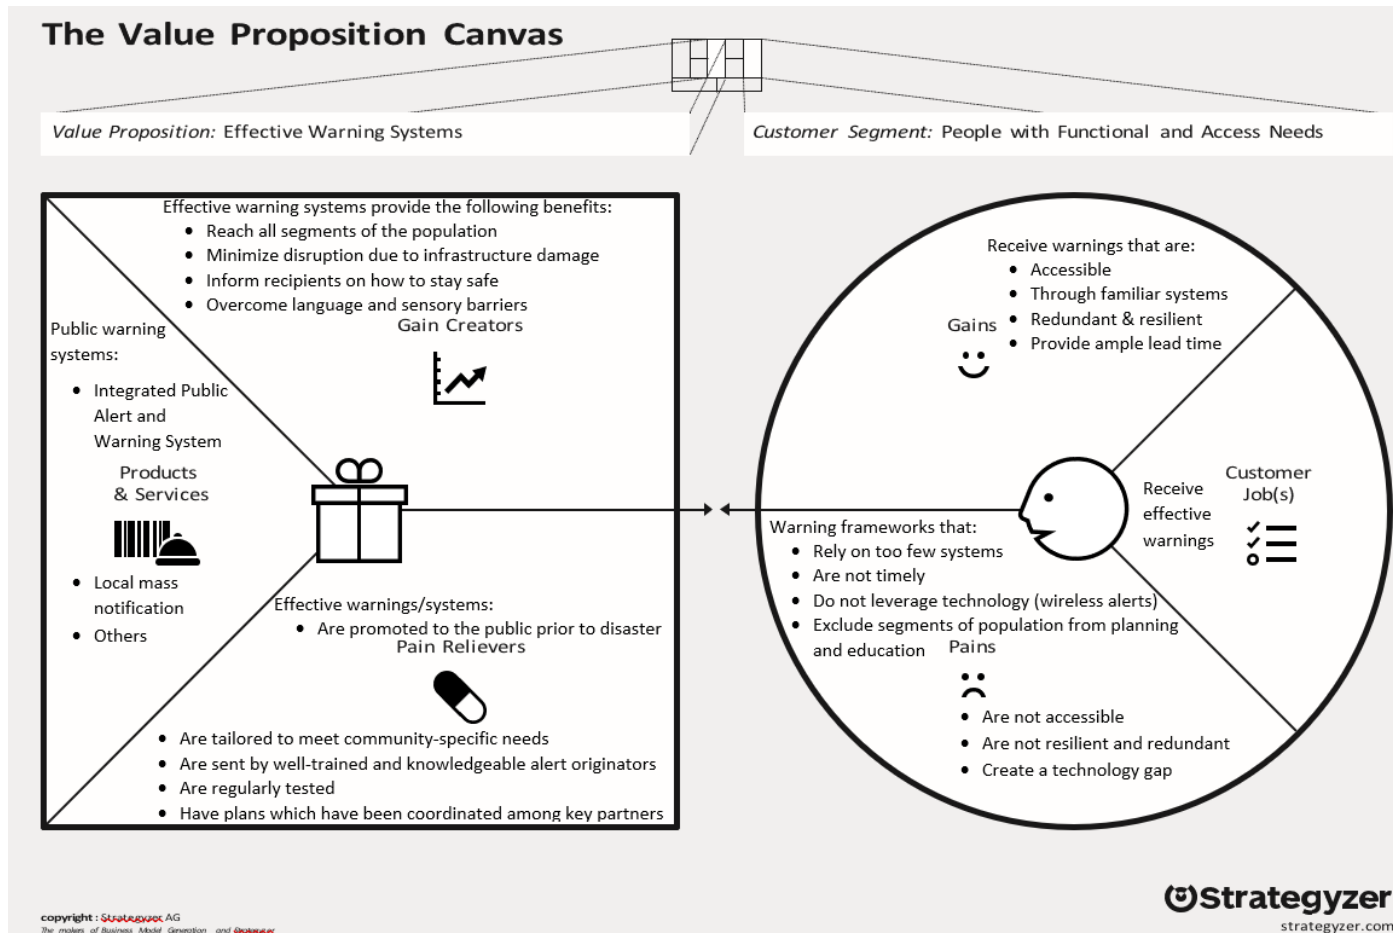 The Value Proposition Canvas
Value Proposition: Effective Warning Systems
Customer Segment: People with Functional and Access Needs
Effective warning systems provide the following benefits:
• Reach all segments of the population
• Minimize disruption due to infrastructure damage
• Inform recipients on how to stay safe
• Overcome language and sensory barriers
Gain Creators
Public warning
systems:
• Integrated Public
Alert and
Warning System
Products
& Services
• Local mass
notification
• Others
Effective warnings/systems:
• Are promoted to the public prior to disaster
Pain Relievers
• Are tailored to meet community-specific needs
• Are sent by well-trained and knowledgeable alert originators
• Are regularly tested
• Have plans which have been coordinated among key partners
Receive warnings that are:
• Accessible
• Through familiar systems
• Redundant & resilient
• Provide ample lead time
Gains
Customer
Job(s)
Receive
effective
warnings
Warning frameworks that:
• Rely on too few systems
• Are not timely
• Do not leverage technology (wireless alerts)
• Exclude segments of population from planning
and education
Pains
• Are not accessible
• Are not resilient and redundant
• Create a technology gap
copyright : Strategyzer AG
The makers of Business Model Generation and Strategyzer
Strategyzer
strategyzer.com